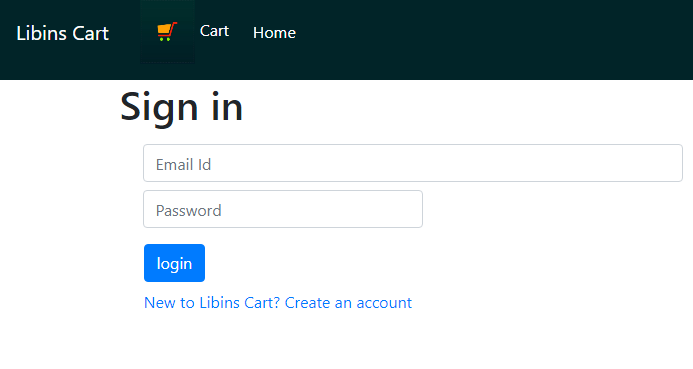 Libins Cart Cart Home
Sign in
Email Id
Password
login
New to Libins Cart? Create an account